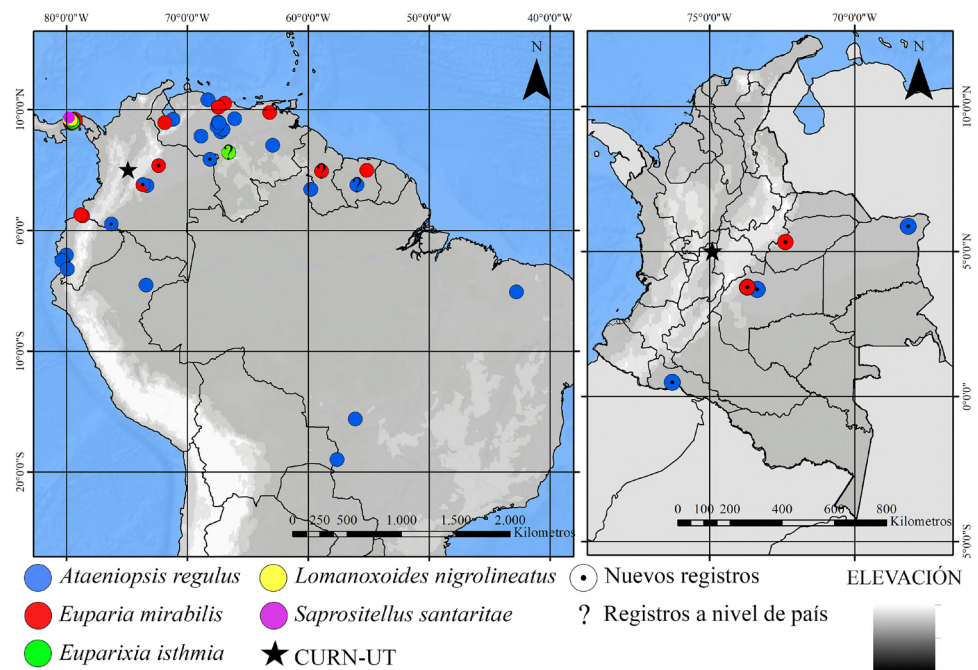 80°0'0"W 70°0'0"W 60°0'0"W 50°0'0"W 40°0'0"W
75°0'0"W 70°0'0"W
N
N
10°0'0"N
0°0'0"
10°0'0"S
20°0'0"S
10°0'0"N
5°0'0"N
0°0'0"
5°0'0"S
?
?
?
0 250 500 1.000 1.500 2.000
Kilometros
0 100 200 400 600 800
Kilometros
Ataeniopsis regulus
Euparia mirabilis
Euparixia isthmia
Lomanoxoides nigrolineatus
Saprositellus santaritae
CURN-UT
Nuevos registros
? Registros a nivel de país
ELEVACIÓN